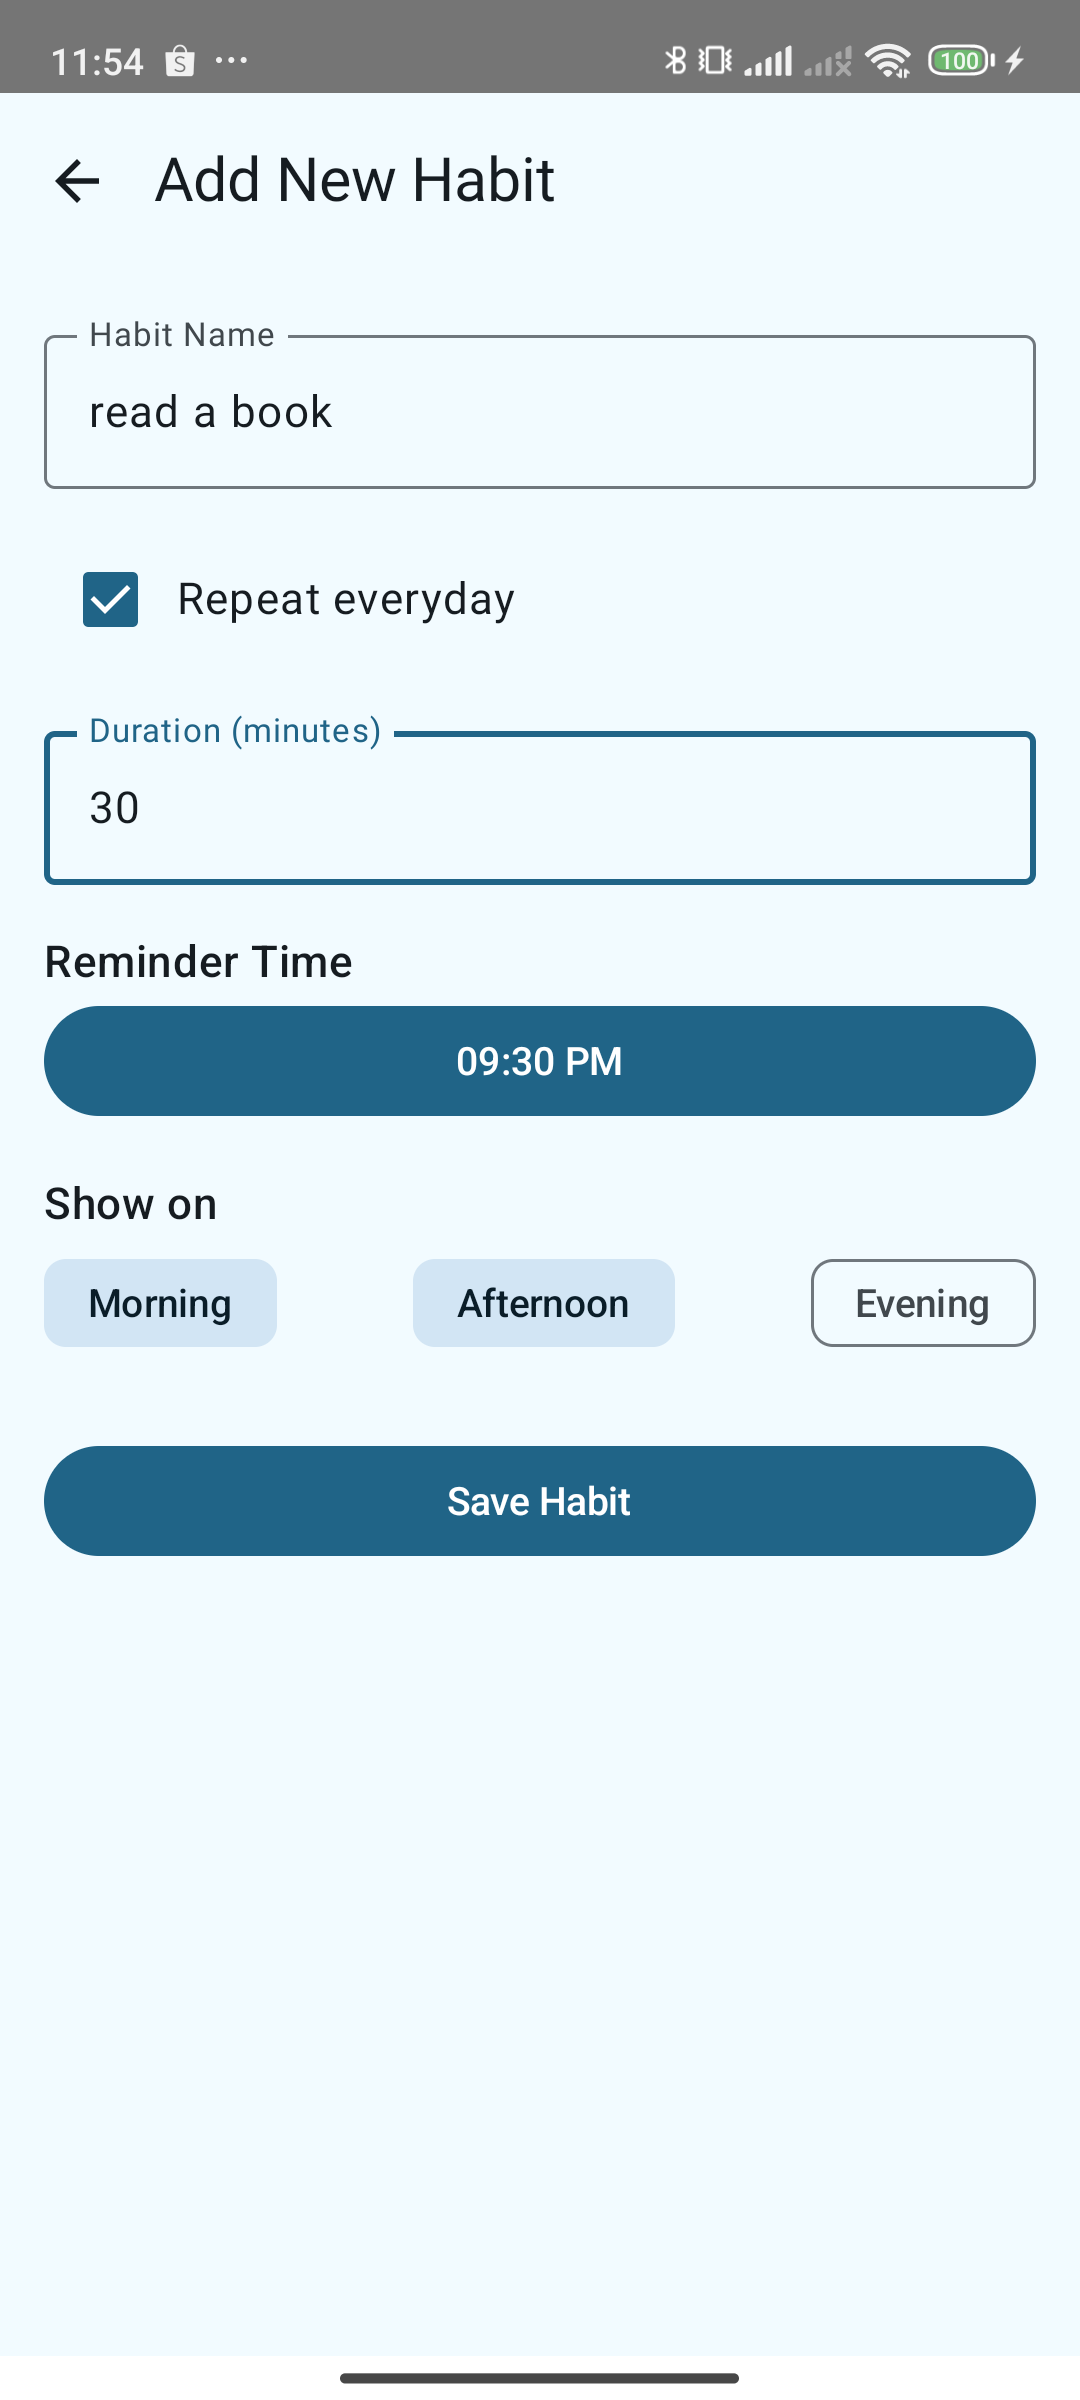 11:54 S ...
100
Add New Habit
Habit Name
read a book
Repeat everyday
Duration (minutes)
30
Reminder Time
09:30 PM
Show on
Morning Afternoon Evening
Save Habit